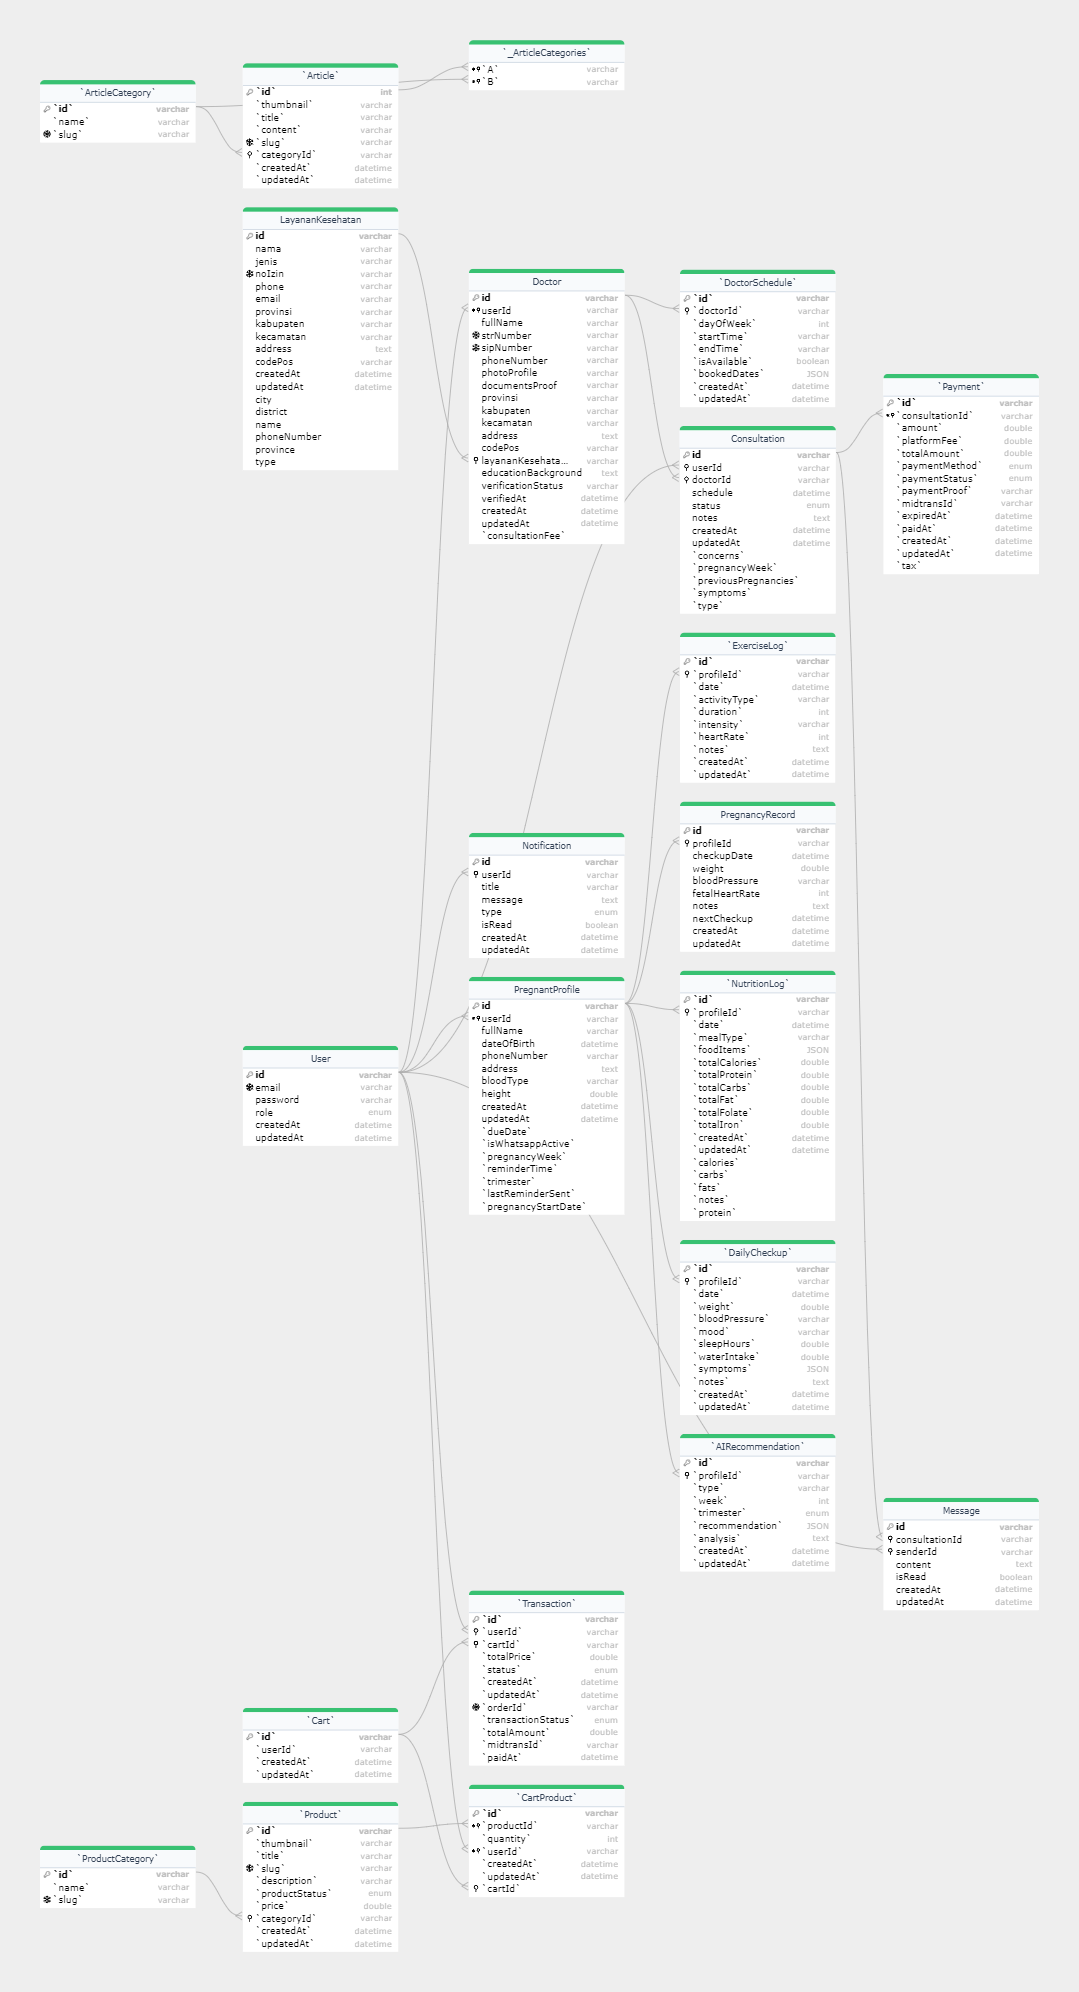 `_ArticleCategories`
`A` varchar
`B` varchar
`Article`
`id` int
`thumbnail` varchar
`title` varchar
`content` varchar
`slug` varchar
`categoryId` varchar
`createdAt` datetime
`updatedAt` datetime
`ArticleCategory`
`id` varchar
`name` varchar
`slug` varchar
LayananKesehatan
id varchar
nama varchar
jenis varchar
noIzin varchar
phone varchar
email varchar
provinsi varchar
kabupaten varchar
kecamatan varchar
address text
codePos varchar
createdAt datetime
updatedAt datetime
city
district
name
phoneNumber
province
type
Doctor
id varchar
userId varchar
fullName varchar
strNumber varchar
sipNumber varchar
phoneNumber varchar
photoProfile varchar
documentsProof varchar
provinsi varchar
kabupaten varchar
kecamatan varchar
address text
codePos varchar
layananKesehata... varchar
educationBackground text
verificationStatus varchar
verifiedAt datetime
createdAt datetime
updatedAt datetime
`consultationFee`
`DoctorSchedule`
`id` varchar
`doctorId` varchar
`dayOfWeek` int
`startTime` varchar
`endTime` varchar
`isAvailable` boolean
`bookedDates` JSON
`createdAt` datetime
`updatedAt` datetime
`Payment`
`id` varchar
`consultationId` varchar
`amount` double
`platformFee` double
`totalAmount` double
`paymentMethod` enum
`paymentStatus` enum
`paymentProof` varchar
`midtransId` varchar
`expiredAt` datetime
`paidAt` datetime
`createdAt` datetime
`updatedAt` datetime
`tax`
Consultation
id varchar
userId varchar
doctorId varchar
schedule datetime
status enum
notes text
createdAt datetime
updatedAt datetime
`concerns`
`pregnancyWeek`
`previousPregnancies`
`symptoms`
`type`
`ExerciseLog`
`id` varchar
`profileId` varchar
`date` datetime
`activityType` varchar
`duration` int
`intensity` varchar
`heartRate` int
`notes` text
`createdAt` datetime
`updatedAt` datetime
PregnancyRecord
id varchar
profileId varchar
checkupDate datetime
weight double
bloodPressure varchar
fetalHeartRate int
notes text
nextCheckup datetime
createdAt datetime
updatedAt datetime
Notification
id varchar
userId varchar
title varchar
message text
type enum
isRead boolean
createdAt datetime
updatedAt datetime
PregnantProfile
id varchar
userId varchar
fullName varchar
dateOfBirth datetime
phoneNumber varchar
address text
bloodType varchar
height double
createdAt datetime
updatedAt datetime
`dueDate`
`isWhatsappActive`
`pregnancyWeek`
`reminderTime`
`trimester`
`lastReminderSent`
`pregnancyStartDate`
`NutritionLog`
`id` varchar
`profileId` varchar
`date` datetime
`mealType` varchar
`foodItems` JSON
`totalCalories` double
`totalProtein` double
`totalCarbs` double
`totalFat` double
`totalFolate` double
`totalIron` double
`createdAt` datetime
`updatedAt` datetime
`calories`
`carbs`
`fats`
`notes`
`protein`
User
id varchar
email varchar
password varchar
role enum
createdAt datetime
updatedAt datetime
`DailyCheckup`
`id` varchar
`profileId` varchar
`date` datetime
`weight` double
`bloodPressure` varchar
`mood` varchar
`sleepHours` double
`waterIntake` double
`symptoms` JSON
`notes` text
`createdAt` datetime
`updatedAt` datetime
`AIRecommendation`
`id` varchar
`profileId` varchar
`type` varchar
`week` int
`trimester` enum
`recommendation` JSON
`analysis` text
`createdAt` datetime
`updatedAt` datetime
Message
id varchar
consultationId varchar
senderId varchar
content text
isRead boolean
createdAt datetime
updatedAt datetime
`Transaction`
`id` varchar
`userId` varchar
`cartId` varchar
`totalPrice` double
`status` enum
`createdAt` datetime
`updatedAt` datetime
`orderId` varchar
`transactionStatus` enum
`totalAmount` double
`midtransId` varchar
`paidAt` datetime
`Cart`
`id` varchar
`userId` varchar
`createdAt` datetime
`updatedAt` datetime
`CartProduct`
`id` varchar
`productId` varchar
`quantity` int
`userId` varchar
`createdAt` datetime
`updatedAt` datetime
`cartId` varchar
`Product`
`id` varchar
`thumbnail` varchar
`title` varchar
`slug` varchar
`description` varchar
`productStatus` enum
`price` double
`categoryId` varchar
`createdAt` datetime
`updatedAt` datetime
`ProductCategory`
`id` varchar
`name` varchar
`slug` varchar